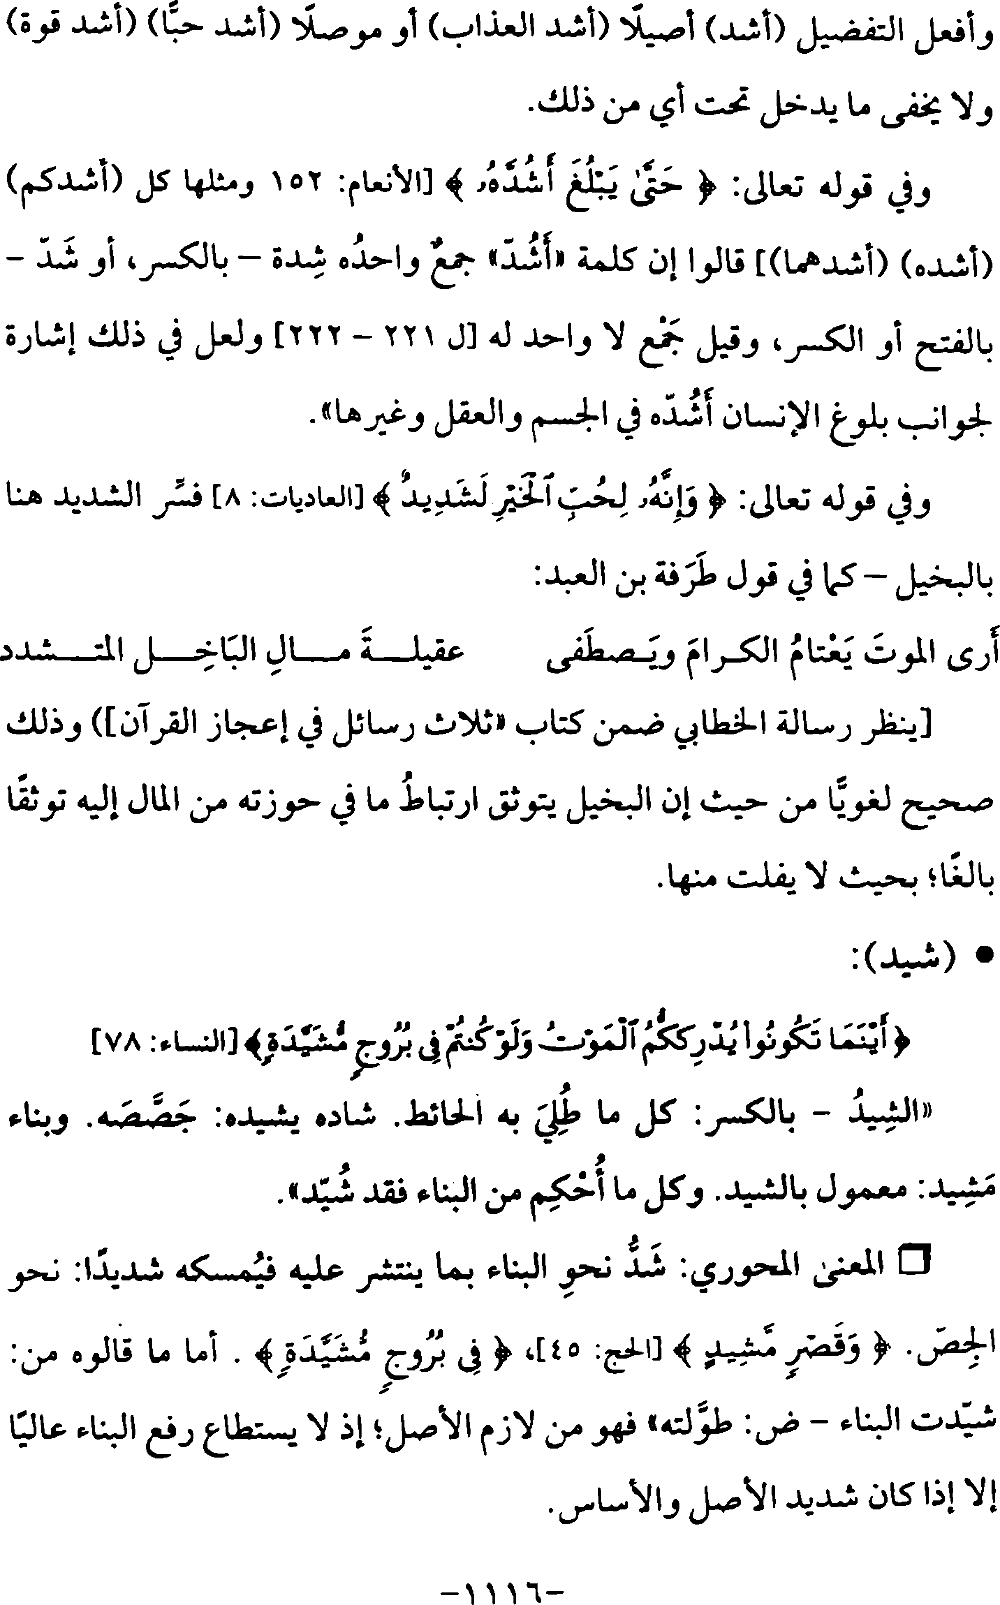 وأفعل التفضيل (أشد) أصيلًا (أشد العذاب) أو موصلًا (أشد حبًّا) (أشد قوة)
ولا يخفى ما يدخل تحت أي من ذلك.
وفي قوله تعالى: ﴿ حَتَّىٰ يَبْلُغَ أَشُدَّهُۥ ﴾ [الأنعام: ١٥٢ ومثلها كل (أشدكم)
(أشده) (أشدهما)] قالوا إن كلمة «أَشُدّ» جمعٌ واحدُه شِدة – بالكسر، أو شَدّ –
بالفتح أو الكسر، وقيل جَمْع لا واحد له [ل ٢٢١ – ٢٢٢] ولعل في ذلك إشارة
لجوانب بلوغ الإنسان أَشُدّه في الجسم والعقل وغيرها».
وفي قوله تعالى: ﴿ وَإِنَّهُۥ لِحُبِّ ٱلْخَيْرِ لَشَدِيدٌ ﴾ [العاديات: ٨] فسِّر الشديد هنا
بالبخيل – كما في قول طَرَفة بن العبد:
أَرى الموتَ يَعْتامُ الكرامَ ويَصطَفى عقيلةَ مالِ البَاخِل المتشدد
[ينظر رسالة الخطابي ضمن كتاب «ثلاث رسائل في إعجاز القرآن]) وذلك
صحيح لغويًّا من حيث إن البخيل يتوثق ارتباطُ ما في حوزته من المال إليه توثقًا
بالغًا؛ بحيث لا يفلت منها.
• (شيد):
﴿ أَيْنَمَا تَكُونُوا۟ يُدْرِككُّمُ ٱلْمَوْتُ وَلَوْ كُنتُمْ فِى بُرُوجٍ مُّشَيَّدَةٍ﴾ [النساء: ٧٨]
«الشِيدُ – بالكسر: كل ما طُلِيَ به الحائط. شاده يشيده: جَصَّصَه. وبناء
مَشِيد: معمول بالشيد. وكل ما أُحْكِم من البناء فقد شُيّد».
❒ المعنى المحوري: شَدُّ نحوِ البناء بما ينتشر عليه فيُمسكه شديدًا: نحو
الجِصّ. ﴿ وَقَصْرٍ مَّشِيدٍ ﴾ [الحج: ٤٥]، ﴿ فِى بُرُوجٍ مُّشَيَّدَةٍ ﴾ . أما ما قالوه من:
شيّدت البناء – ض: طوَّلته» فهو من لازم الأصل؛ إذ لا يستطاع رفع البناء عاليًا
إلا إذا كان شديد الأصل والأساس.
–١١١٦–